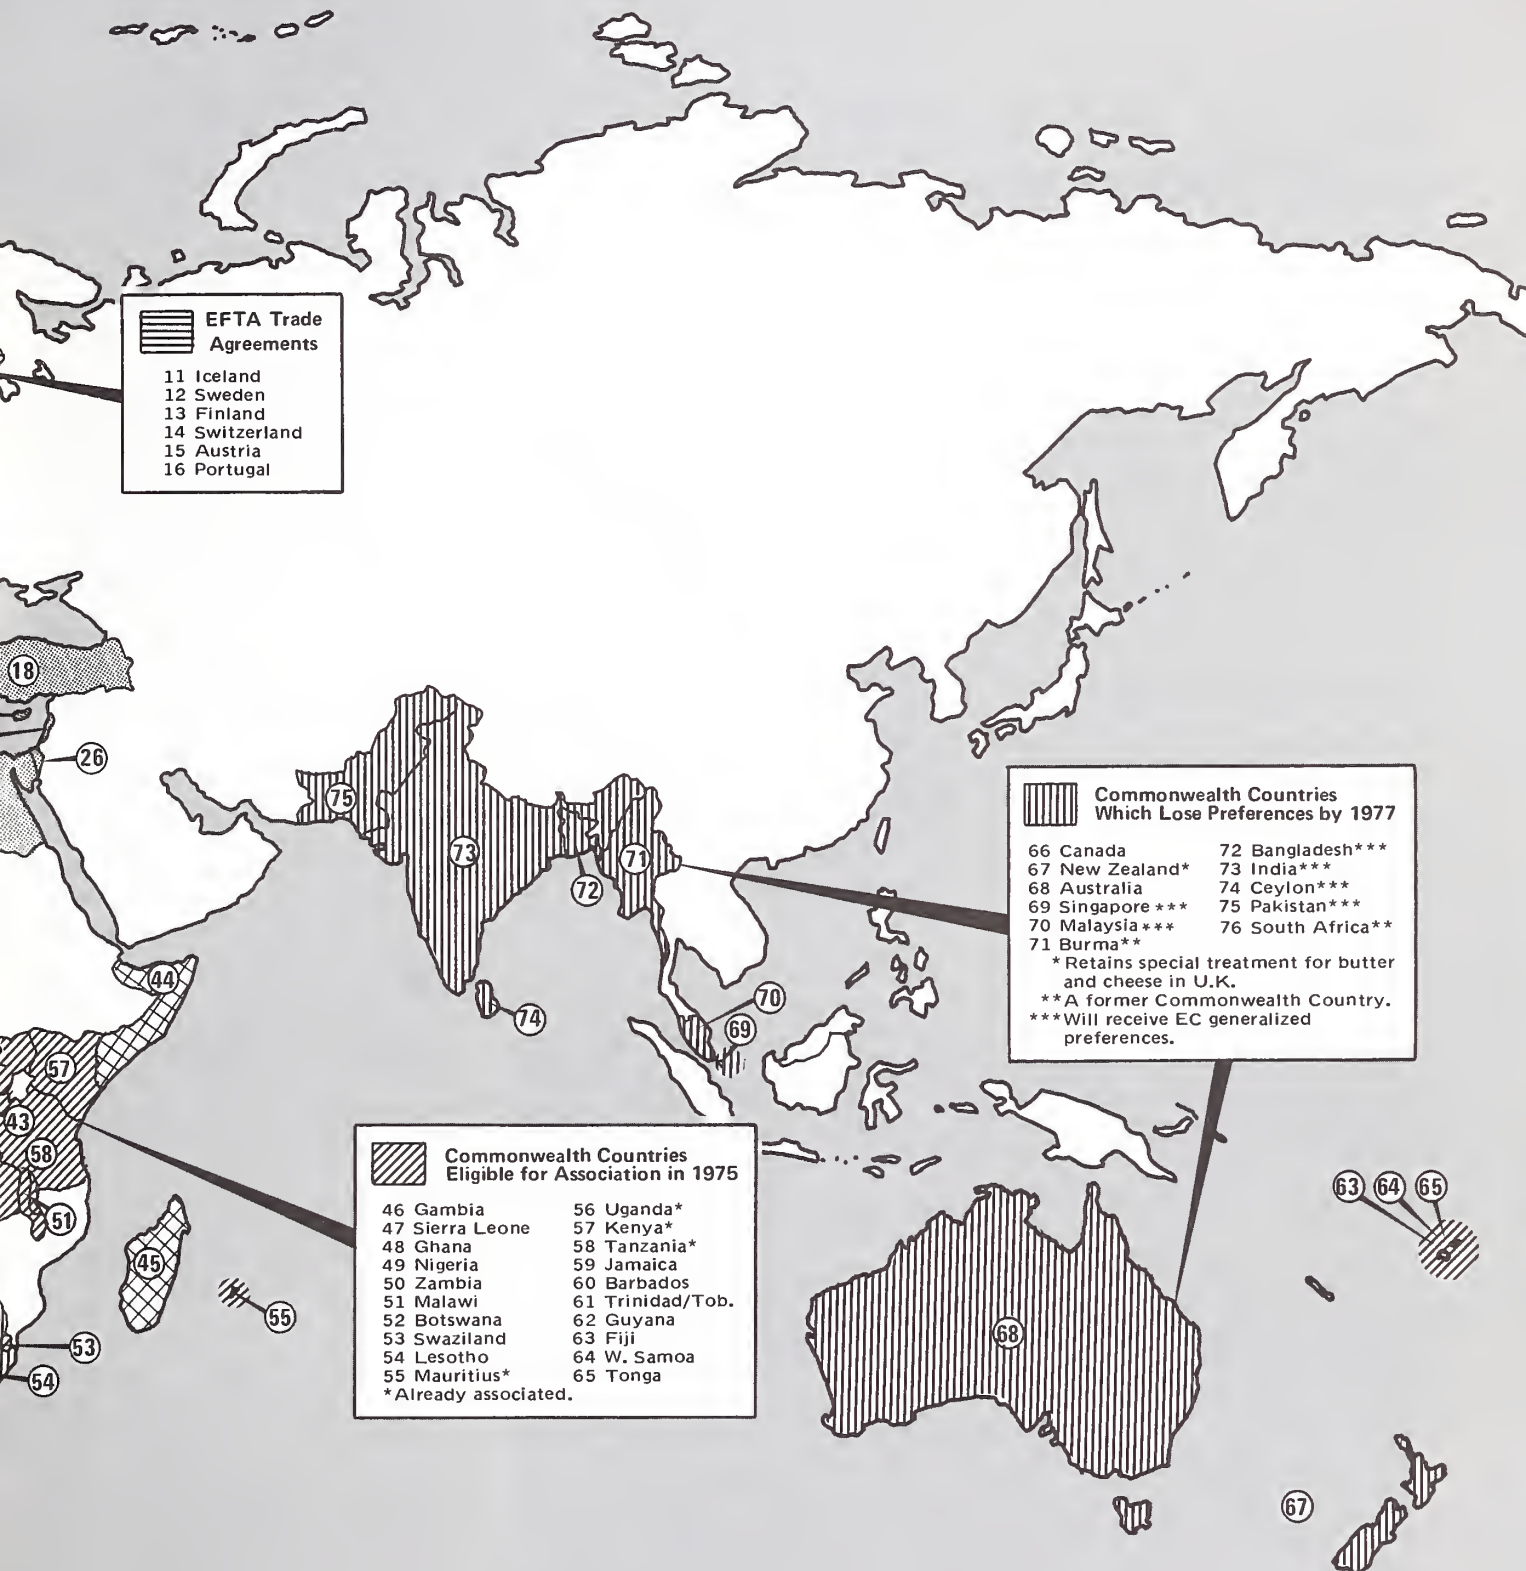 EFTA Trade
Agreements
11 Iceland
12 Sweden
13 Finland
14 Switzerland
15 Austria
16 Portugal
18
26
75
73
72
71
74
70
69
Commonwealth Countries
Which Lose Preferences by 1977
66 Canada
67 New Zealand*
68 Australia
69 Singapore ***
70 Malaysia ***
71 Burma**
72 Bangladesh***
73 India***
74 Ceylon***
75 Pakistan***
76 South Africa**
* Retains special treatment for butter
and cheese in U.K.
**A former Commonwealth Country.
***Will receive EC generalized
preferences.
44
57
43
58
51
45
55
53
54
Commonwealth Countries
Eligible for Association in 1975
46 Gambia
47 Sierra Leone
48 Ghana
49 Nigeria
50 Zambia
51 Malawi
52 Botswana
53 Swaziland
54 Lesotho
55 Mauritius*
56 Uganda*
57 Kenya*
58 Tanzania*
59 Jamaica
60 Barbados
61 Trinidad/Tob.
62 Guyana
63 Fiji
64 W. Samoa
65 Tonga
*Already associated.
63 64 65
68
67